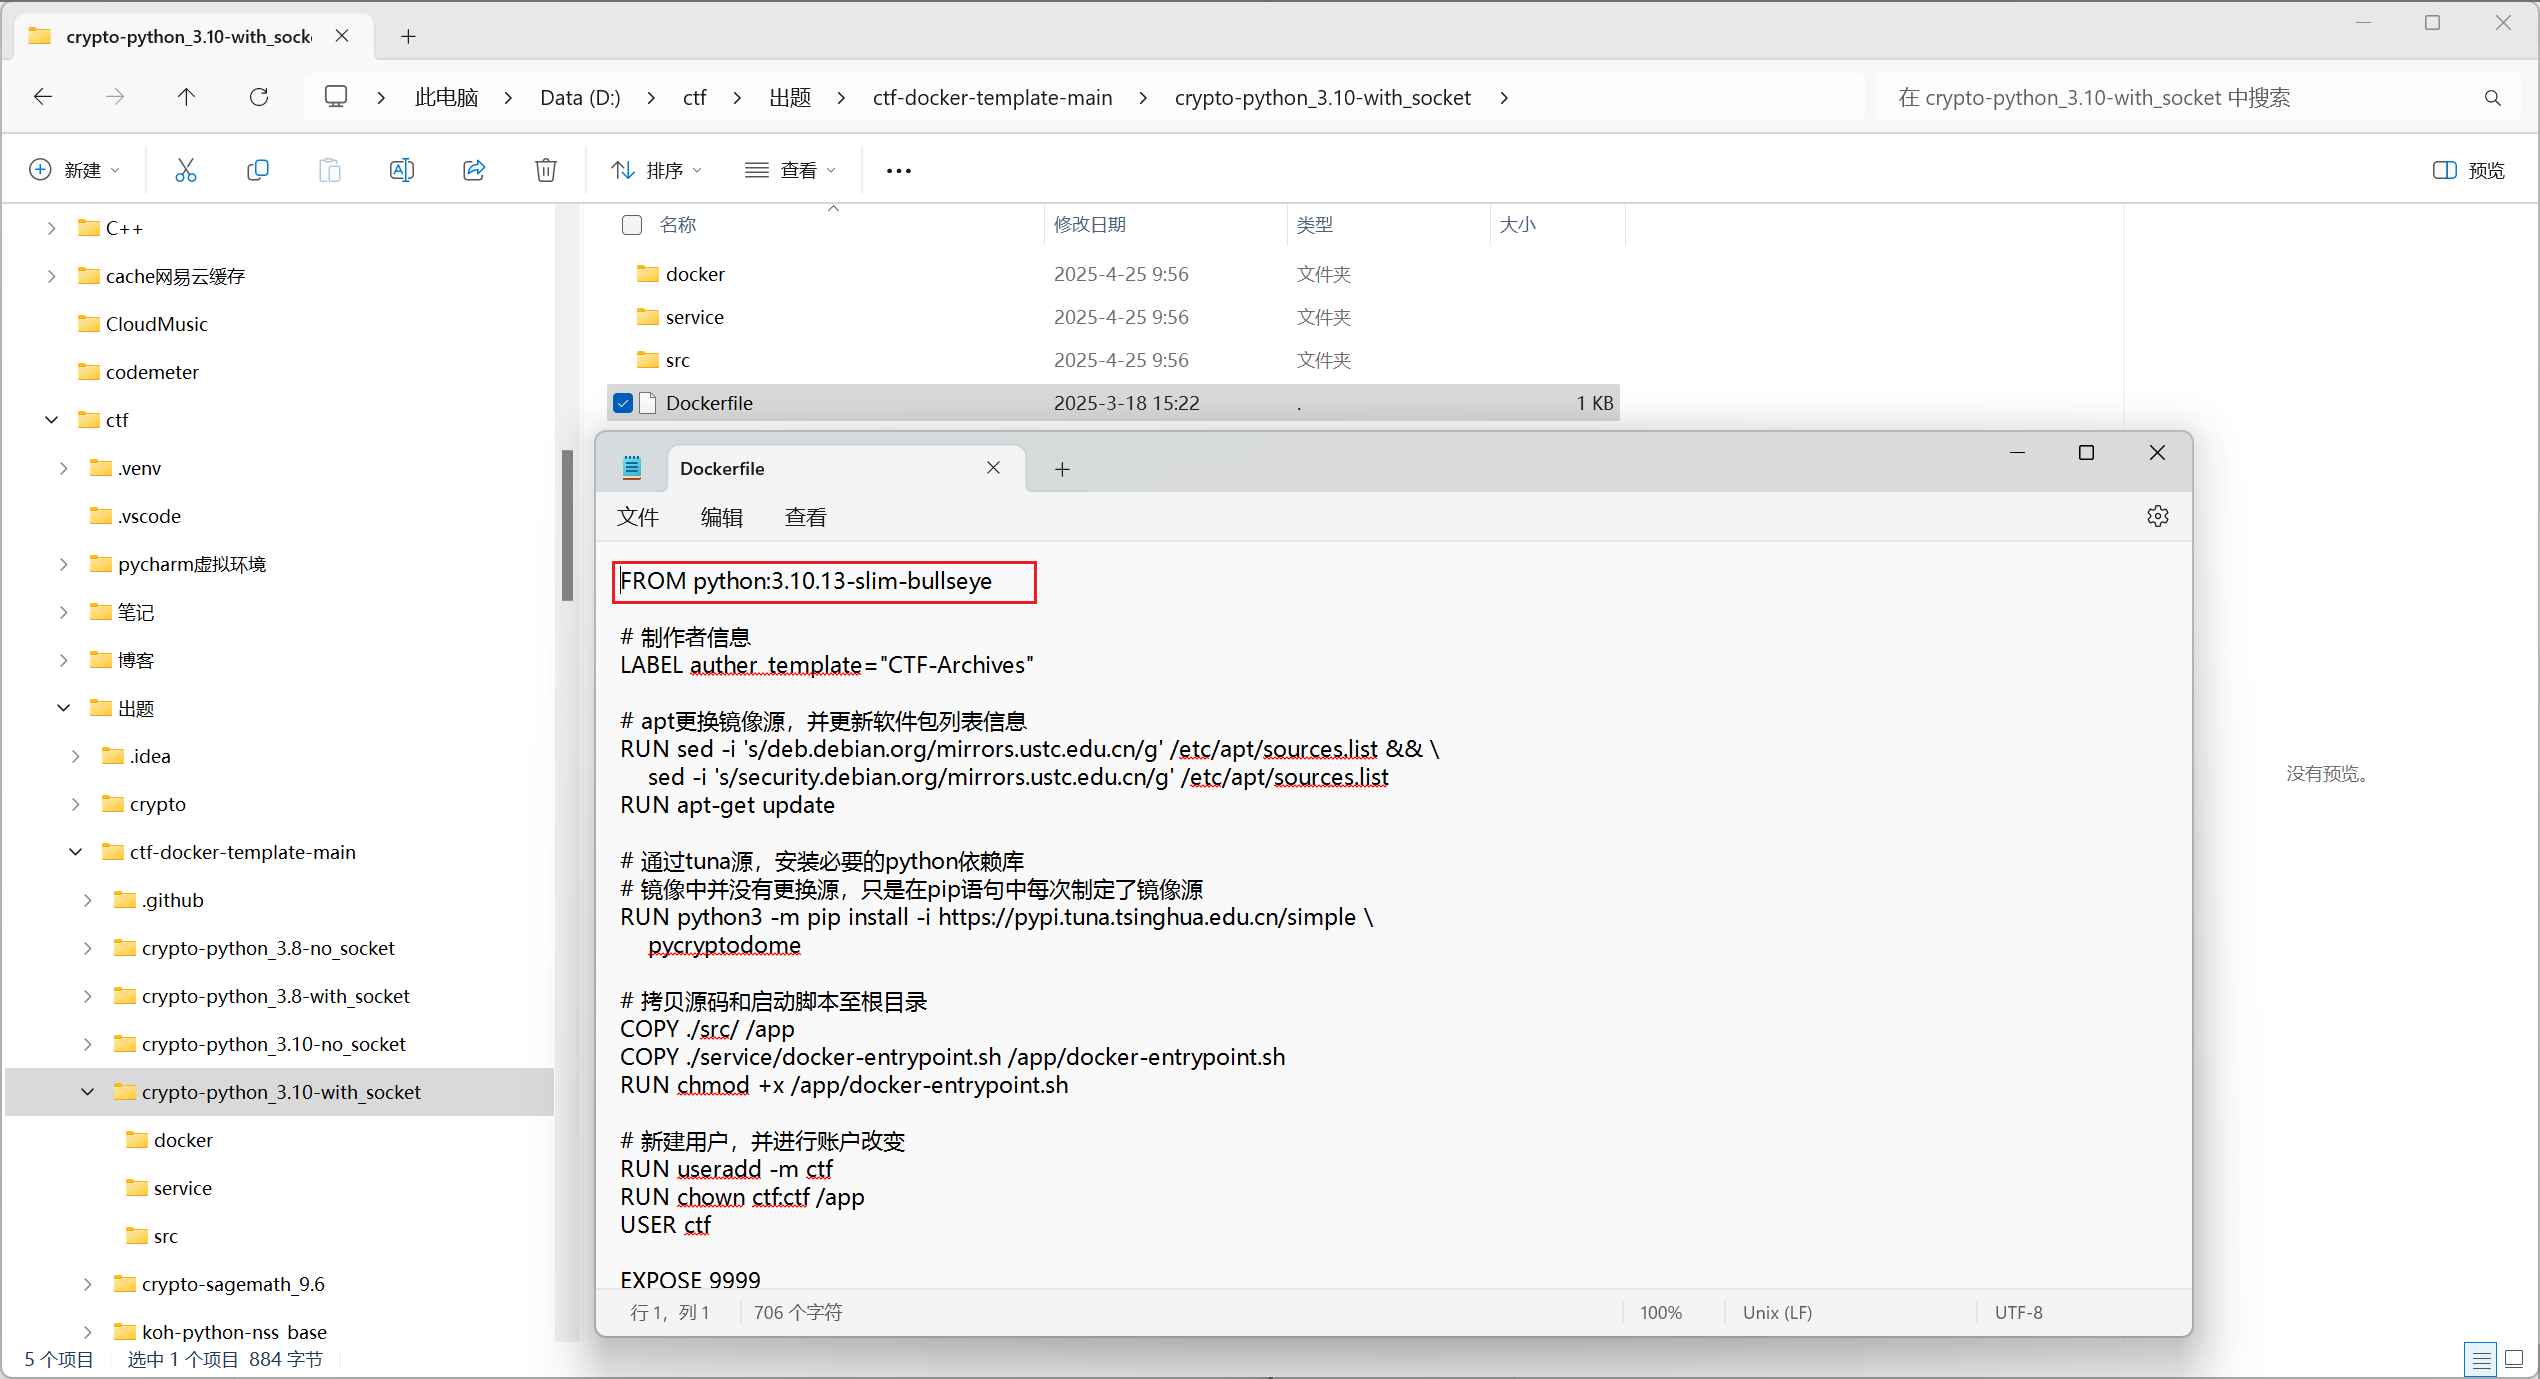 crypto-python_3.10-with_sock
此电脑 Data (D:) ctf 出题 ctf-docker-template-main crypto-python_3.10-with_socket
在 crypto-python_3.10-with_socket 中搜索
新建
排序
查看
预览
C++
cache网易云缓存
CloudMusic
codemeter
ctf
.venv
.vscode
pycharm虚拟环境
笔记
博客
出题
.idea
crypto
ctf-docker-template-main
.github
crypto-python_3.8-no_socket
crypto-python_3.8-with_socket
crypto-python_3.10-no_socket
crypto-python_3.10-with_socket
docker
service
src
crypto-sagemath_9.6
koh-python-nss_base
名称 修改日期 类型 大小
docker 2025-4-25 9:56 文件夹
service 2025-4-25 9:56 文件夹
src 2025-4-25 9:56 文件夹
Dockerfile 2025-3-18 15:22 . 1 KB
Dockerfile
文件 编辑 查看
FROM python:3.10.13-slim-bullseye
# 制作者信息
LABEL auther_template="CTF-Archives"
# apt更换镜像源，并更新软件包列表信息
RUN sed -i 's/deb.debian.org/mirrors.ustc.edu.cn/g' /etc/apt/sources.list && \
sed -i 's/security.debian.org/mirrors.ustc.edu.cn/g' /etc/apt/sources.list
RUN apt-get update
# 通过tuna源，安装必要的python依赖库
# 镜像中并没有更换源，只是在pip语句中每次制定了镜像源
RUN python3 -m pip install -i https://pypi.tuna.tsinghua.edu.cn/simple \
pycryptodome
# 拷贝源码和启动脚本至根目录
COPY ./src/ /app
COPY ./service/docker-entrypoint.sh /app/docker-entrypoint.sh
RUN chmod +x /app/docker-entrypoint.sh
# 新建用户，并进行账户改变
RUN useradd -m ctf
RUN chown ctf:ctf /app
USER ctf
EXPOSE 9999
行 1，列 1 706 个字符 100% Unix (LF) UTF-8
没有预览。
5 个项目 选中 1 个项目 884 字节